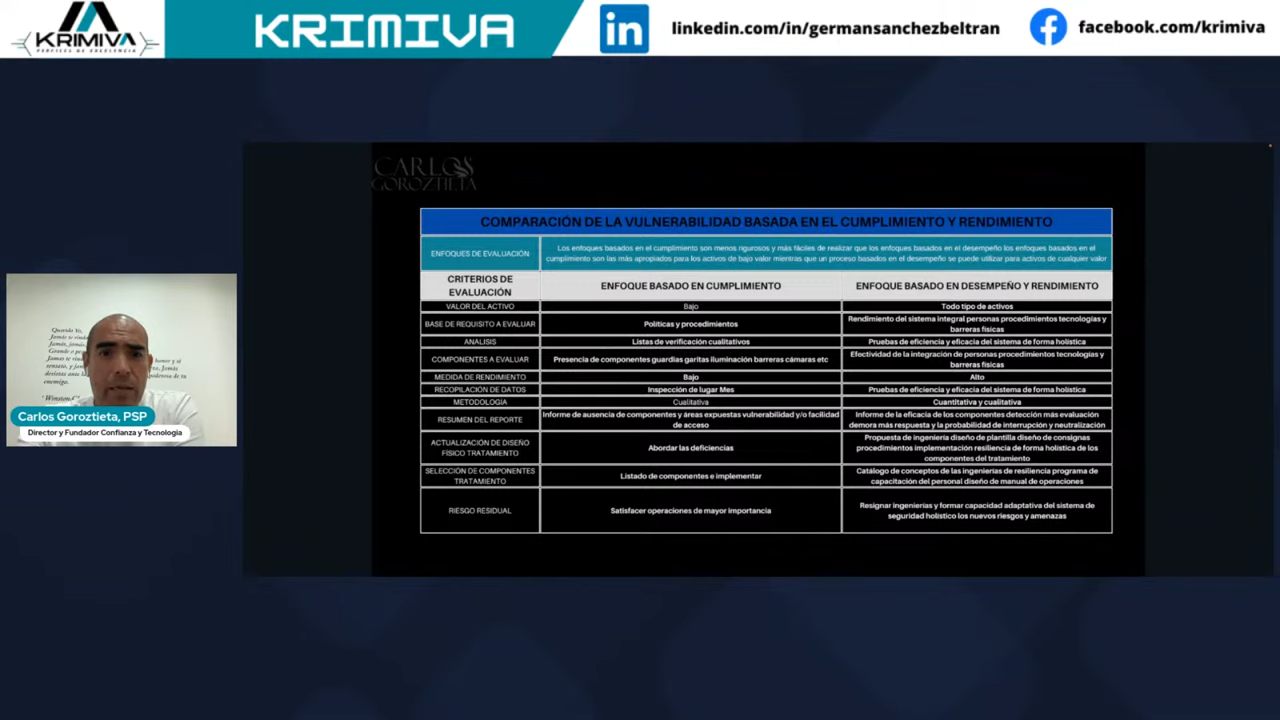 KRIMIVA
PERFILES DE EXCELENCIA
KRIMIVA
in
linkedin.com/in/germansanchezbeltran
f
facebook.com/krimiva
CARLOS
GOROZTIETA
COMPARACIÓN DE LA VULNERABILIDAD BASADA EN EL CUMPLIMIENTO Y RENDIMIENTO
ENFOQUES DE EVALUACIÓN
Los enfoques basados en el cumplimiento son menos rigurosos y más fáciles de realizar que los enfoques basados en el desempeño los enfoques basados en el
cumplimiento son las más apropiados para los activos de bajo valor mientras que un proceso basados en el desempeño se puede utilizar para activos de cualquier valor
CRITERIOS DE
EVALUACIÓN
ENFOQUE BASADO EN CUMPLIMIENTO
ENFOQUE BASADO EN DESEMPEÑO Y RENDIMIENTO
VALOR DEL ACTIVO
Bajo
Todo tipo de activos
BASE DE REQUISITO A EVALUAR
Políticas y procedimientos
Rendimiento del sistema integral personas procedimientos tecnologías y
barreras físicas
ANALISIS
Listas de verificación cualitativos
Pruebas de eficiencia y eficacia del sistema de forma holística
COMPONENTES A EVALUAR
Presencia de componentes guardias garitas iluminación barreras cámaras etc
Efectividad de la integración de personas procedimientos tecnologías y
barreras físicas
MEDIDA DE RENDIMIENTO
Bajo
Alto
RECOPILACIÓN DE DATOS
Inspección de lugar Mes
Pruebas de eficiencia y eficacia del sistema de forma holística
METODOLOGÍA
Cualitativa
Cuantitativa y cualitativa
RESUMEN DEL REPORTE
Informe de ausencia de componentes y áreas expuestas vulnerabilidad y/o facilidad
de acceso
Informe de la eficacia de los componentes detección más evaluación
demora más respuesta y la probabilidad de interrupción y neutralización
ACTUALIZACIÓN DE DISEÑO
FÍSICO TRATAMIENTO
Abordar las deficiencias
Propuesta de ingeniería diseño de plantilla diseño de consignas
procedimientos implementación resiliencia de forma holística de los
componentes del tratamiento
SELECCIÓN DE COMPONENTES
TRATAMIENTO
Listado de componentes e implementar
Catálogo de conceptos de las ingenierías de resiliencia programa de
capacitación del personal diseño de manual de operaciones
RIESGO RESIDUAL
Satisfacer operaciones de mayor importancia
Resignar ingenierías y formar capacidad adaptativa del sistema de
seguridad holístico los nuevos riesgos y amenazas
Querido Yo,
enemigo.
Carlos Goroztieta, PSP
Director y Fundador Confianza y Tecnología